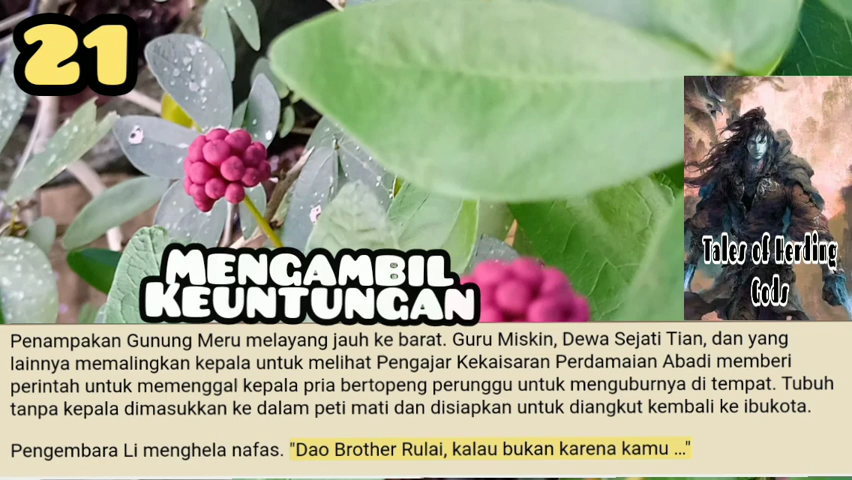 21
Tales of Herding
Gods
MENGAMBIL
KEUNTUNGAN
Penampakan Gunung Meru melayang jauh ke barat. Guru Miskin, Dewa Sejati Tian, dan yang
lainnya memalingkan kepala untuk melihat Pengajar Kekaisaran Perdamaian Abadi memberi
perintah untuk memenggal kepala pria bertopeng perunggu untuk menguburnya di tempat. Tubuh
tanpa kepala dimasukkan ke dalam peti mati dan disiapkan untuk diangkut kembali ke ibukota.
Pengembara Li menghela nafas. "Dao Brother Rulai, kalau bukan karena kamu ..."